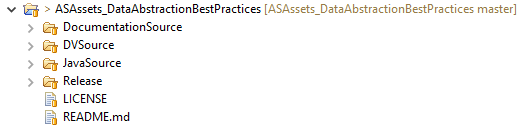 > ASAssets_DataAbstractionBestPractices [ASAssets_DataAbstractionBestPractices master]
DocumentationSource
DVSource
JavaSource
Release
LICENSE
README.md